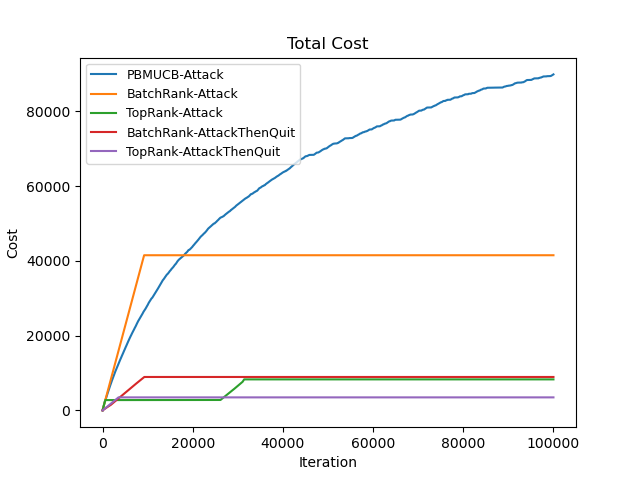 Total Cost
PBMUCB-Attack
BatchRank-Attack
TopRank-Attack
BatchRank-AttackThenQuit
TopRank-AttackThenQuit
Cost
80000
60000
40000
20000
0
0 20000 40000 60000 80000 100000
Iteration